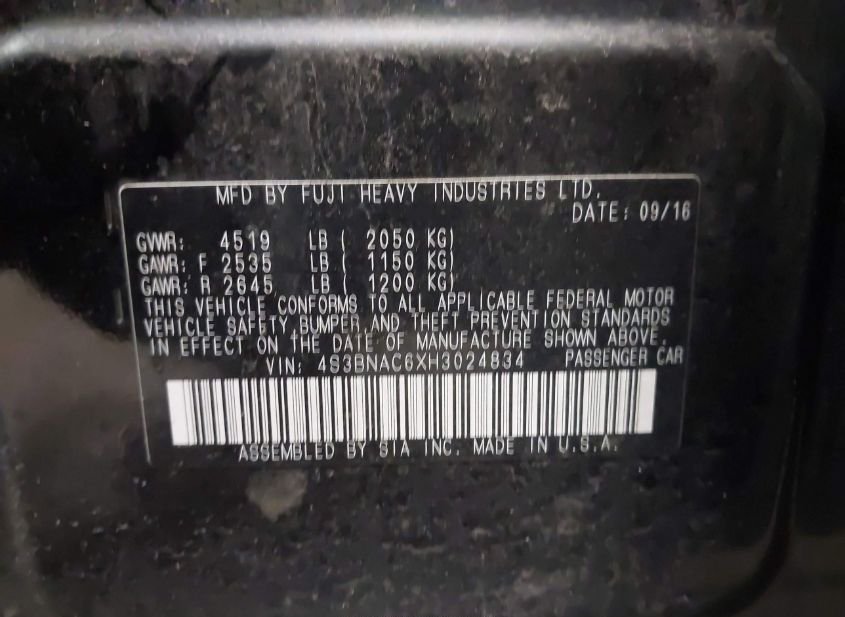 MFD BY FUJI HEAVY INDUSTRIES LTD.
DATE: 09/16
GVWR: 4519 LB ( 2050 KG)
GAWR: F 2535 LB ( 1150 KG)
GAWR: R 2645 LB ( 1200 KG)
THIS VEHICLE CONFORMS TO ALL APPLICABLE FEDERAL MOTOR
VEHICLE SAFETY,BUMPER,AND THEFT PREVENTION STANDARDS
IN EFFECT ON THE DATE OF MANUFACTURE SHOWN ABOVE.
VIN: 4S3BNAC6XH3024834 PASSENGER CAR
ASSEMBLED BY SIA INC. MADE IN U.S.A.